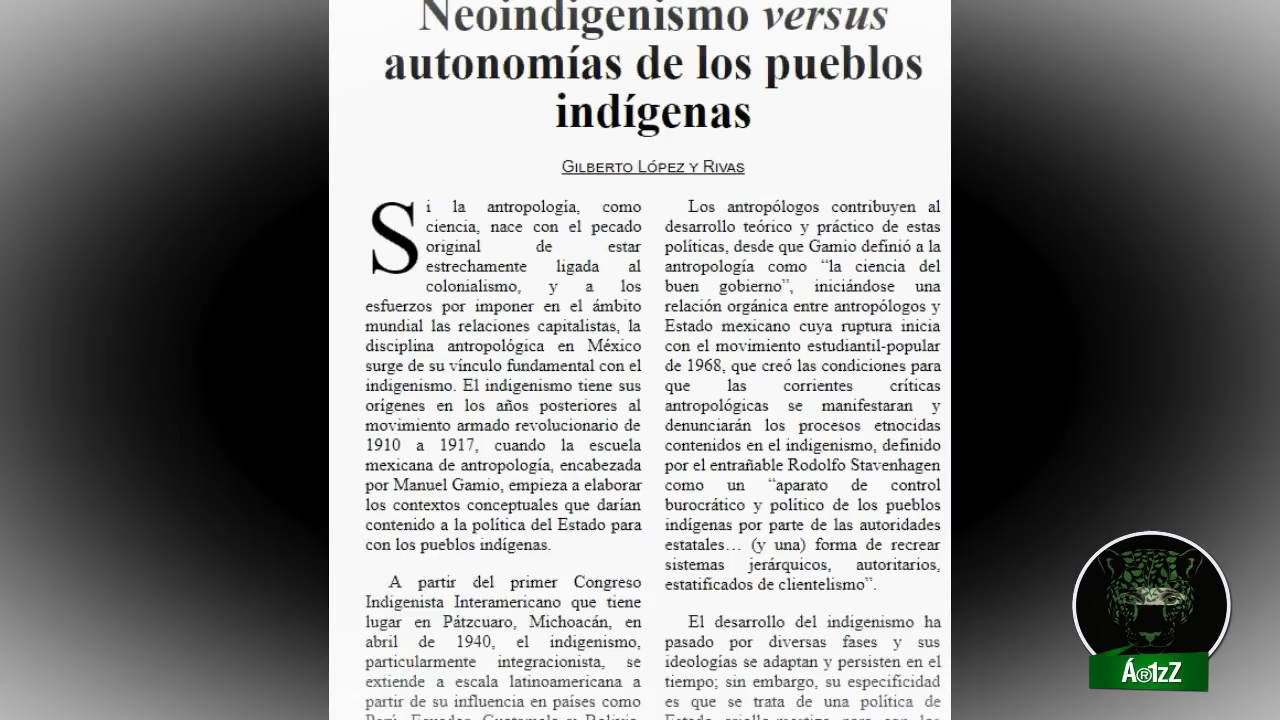 Neoindigenismo versus
autonomías de los pueblos
indígenas
GILBERTO LÓPEZ Y RIVAS
Si la antropología, como
ciencia, nace con el pecado
original de estar
estrechamente ligada al
colonialismo, y a los
esfuerzos por imponer en el ámbito
mundial las relaciones capitalistas, la
disciplina antropológica en México
surge de su vínculo fundamental con el
indigenismo. El indigenismo tiene sus
orígenes en los años posteriores al
movimiento armado revolucionario de
1910 a 1917, cuando la escuela
mexicana de antropología, encabezada
por Manuel Gamio, empieza a elaborar
los contextos conceptuales que darían
contenido a la política del Estado para
con los pueblos indígenas.
A partir del primer Congreso
Indigenista Interamericano que tiene
lugar en Pátzcuaro, Michoacán, en
abril de 1940, el indigenismo,
particularmente integracionista, se
extiende a escala latinoamericana a
partir de su influencia en países como
Perú, Ecuador, Guatemala y Bolivia.
Los antropólogos contribuyen al
desarrollo teórico y práctico de estas
políticas, desde que Gamio definió a la
antropología como “la ciencia del
buen gobierno”, iniciándose una
relación orgánica entre antropólogos y
Estado mexicano cuya ruptura inicia
con el movimiento estudiantil-popular
de 1968, que creó las condiciones para
que las corrientes críticas
antropológicas se manifestaran y
denunciarán los procesos etnocidas
contenidos en el indigenismo, definido
por el entrañable Rodolfo Stavenhagen
como un “aparato de control
burocrático y político de los pueblos
indígenas por parte de las autoridades
estatales… (y una) forma de recrear
sistemas jerárquicos, autoritarios,
estatificados de clientelismo”.
El desarrollo del indigenismo ha
pasado por diversas fases y sus
ideologías se adaptan y persisten en el
tiempo; sin embargo, su especificidad
es que se trata de una política de
Estado criollo-mestizo para con los
Á®1zZ